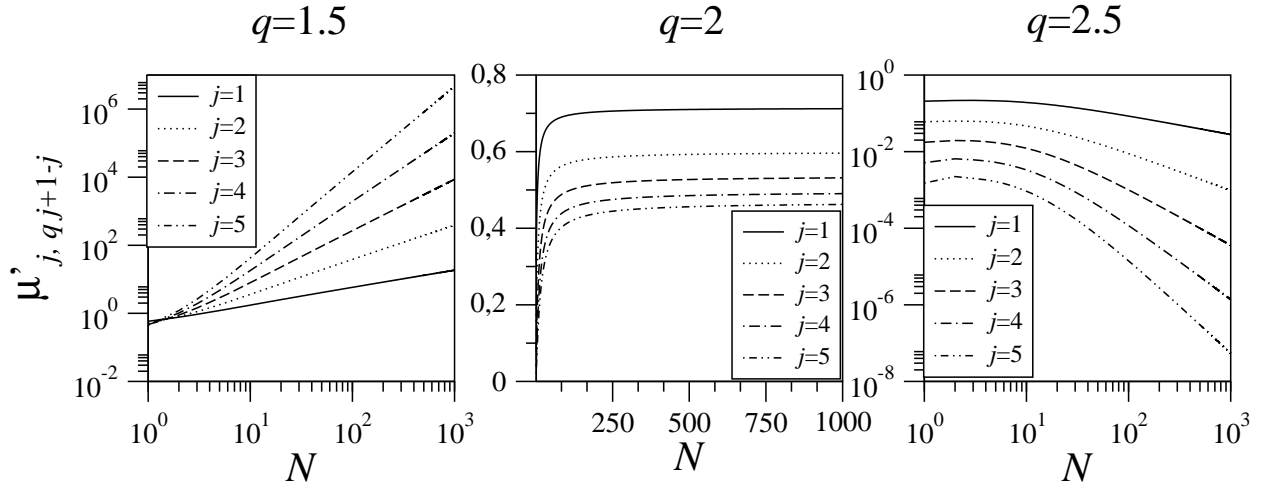 q=1.5
q=2
q=2.5
μ'j, q j+1-j
10^6
10^4
10^2
10^0
10^-2
j=1
j=2
j=3
j=4
j=5
10^0
10^1
10^2
10^3
N
0,8
0,6
0,4
0,2
0
j=1
j=2
j=3
j=4
j=5
250
500
750
1000
N
10^0
10^-2
10^-4
10^-6
10^-8
j=1
j=2
j=3
j=4
j=5
10^0
10^1
10^2
10^3
N